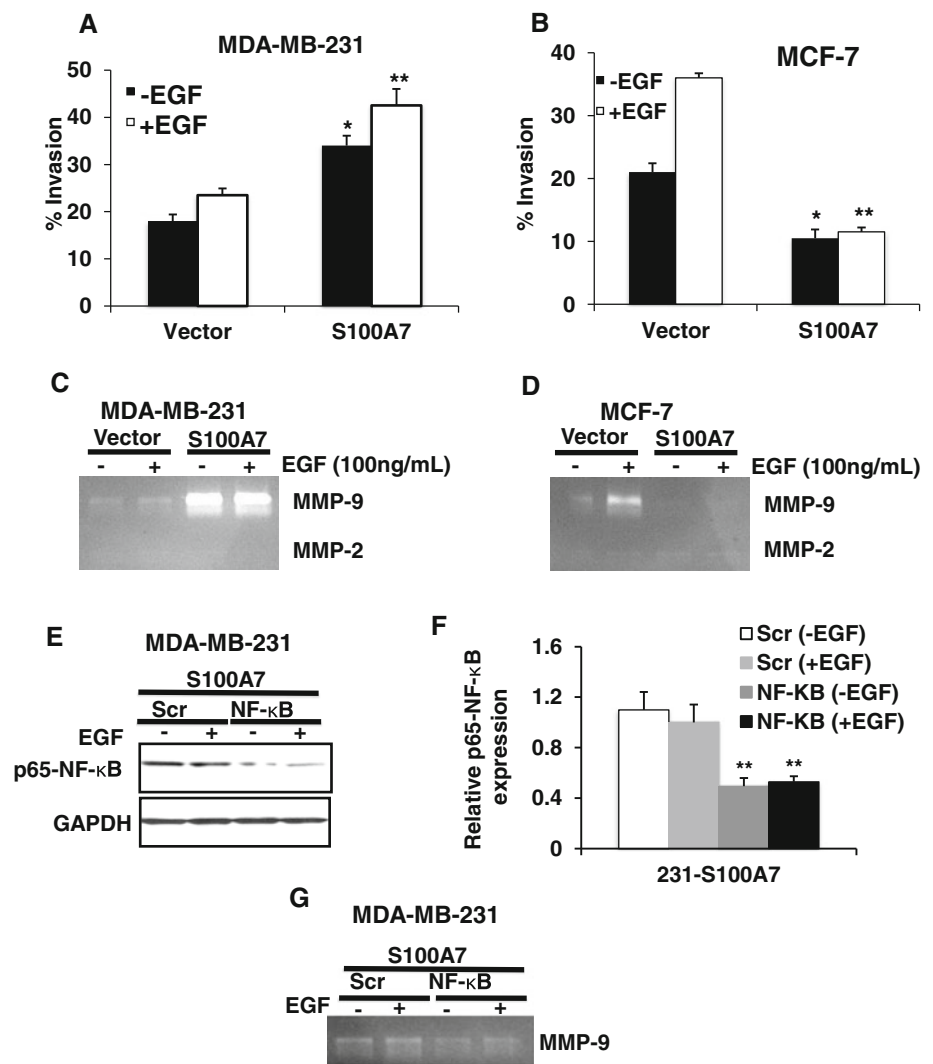 A
MDA-MB-231
50
40
30
20
10
0
% Invasion
-EGF
+EGF
*
**
Vector
S100A7
B
MCF-7
40
30
20
10
0
% Invasion
-EGF
+EGF
*
**
Vector
S100A7
C
MDA-MB-231
Vector S100A7
- + - + EGF (100ng/mL)
MMP-9
MMP-2
D
MCF-7
Vector S100A7
- + - + EGF (100ng/mL)
MMP-9
MMP-2
E
MDA-MB-231
S100A7
Scr NF-κB
EGF - + - +
p65-NF-κB
GAPDH
F
Scr (-EGF)
Scr (+EGF)
NF-KB (-EGF)
NF-KB (+EGF)
1.6
1.2
0.8
0.4
0
Relative p65-NF-κB
expression
**
**
231-S100A7
G
MDA-MB-231
S100A7
Scr NF-κB
EGF - + - +
MMP-9